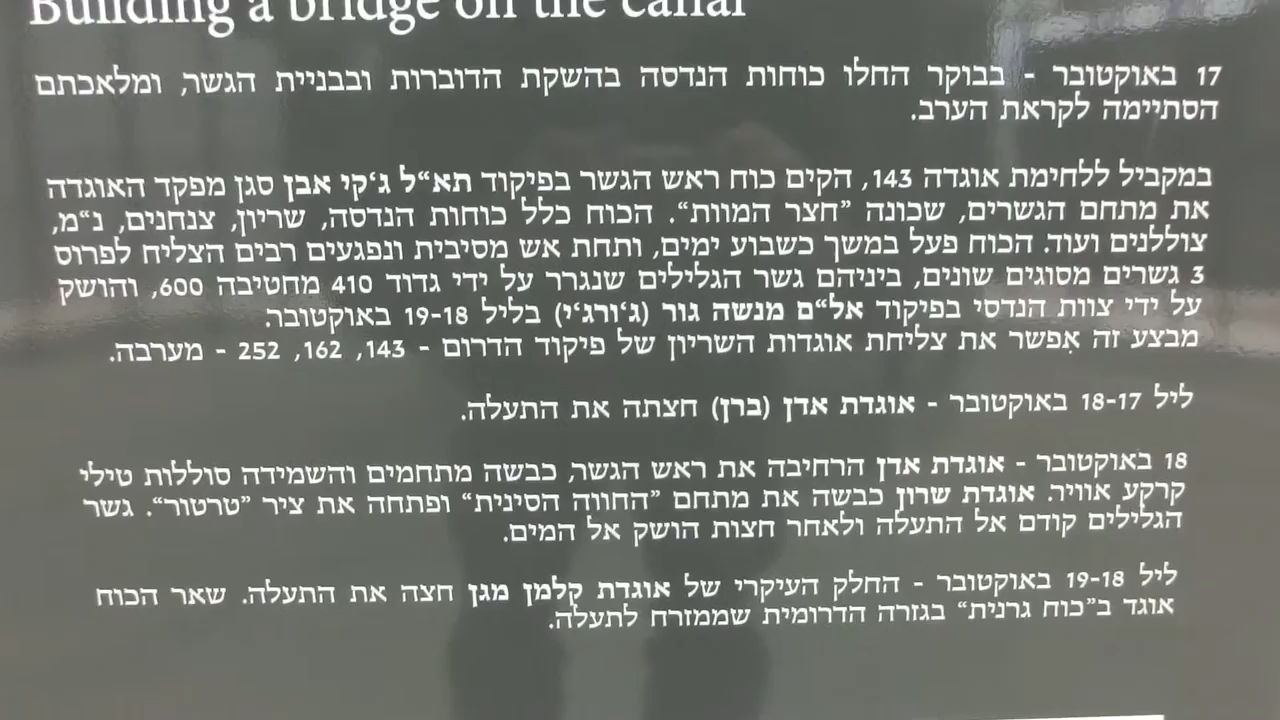 Building a bridge on the canal
17 באוקטובר - בבוקר החלו כוחות הנדסה בהשקת הדוברות ובבניית הגשר, ומלאכתם
הסתיימה לקראת הערב.
במקביל ללחימת אוגדה 143, הקים כוח ראש הגשר בפיקוד תא"ל ג'קי אבן סגן מפקד האוגדה
את מתחם הגשרים, שכונה "חצר המוות". הכוח כלל כוחות הנדסה, שריון, צנחנים, נ"מ,
צוללנים ועוד. הכוח פעל במשך כשבוע ימים, ותחת אש מסיבית ונפגעים רבים הצליח לפרוס
3 גשרים מסוגים שונים, ביניהם גשר הגלילים שנגרר על ידי גדוד 410 מחטיבה 600, והושק
על ידי צוות הנדסי בפיקוד אל"ם מנשה גור (ג'ורג'י) בליל 19-18 באוקטובר.
מבצע זה אִפשר את צליחת אוגדות השריון של פיקוד הדרום - 143, 162, 252 - מערבה.
ליל 18-17 באוקטובר - אוגדת אדן (ברן) חצתה את התעלה.
18 באוקטובר - אוגדת אדן הרחיבה את ראש הגשר, כבשה מתחמים והשמידה סוללות טילי
קרקע אוויר. אוגדת שרון כבשה את מתחם "החווה הסינית" ופתחה את ציר "טרטור". גשר
הגלילים קודם אל התעלה ולאחר חצות הושק אל המים.
ליל 19-18 באוקטובר - החלק העיקרי של אוגדת קלמן מגן חצה את התעלה. שאר הכוח
אוגד ב"כוח גרנית" בגזרה הדרומית שממזרח לתעלה.